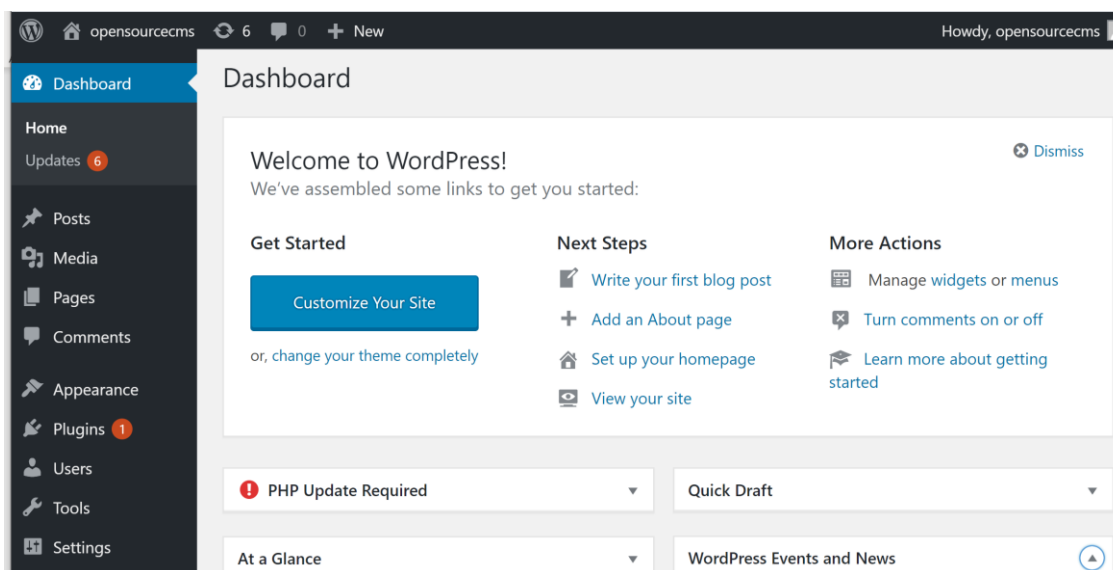 opensourcecms 6 0 New Howdy, opensourcecms
Dashboard
Home
Updates 6
Posts
Media
Pages
Comments
Appearance
Plugins 1
Users
Tools
Settings
Dashboard
Welcome to WordPress!
Dismiss
We've assembled some links to get you started:
Get Started
Customize Your Site
or, change your theme completely
Next Steps
Write your first blog post
Add an About page
Set up your homepage
View your site
More Actions
Manage widgets or menus
Turn comments on or off
Learn more about getting
started
PHP Update Required
Quick Draft
At a Glance
WordPress Events and News